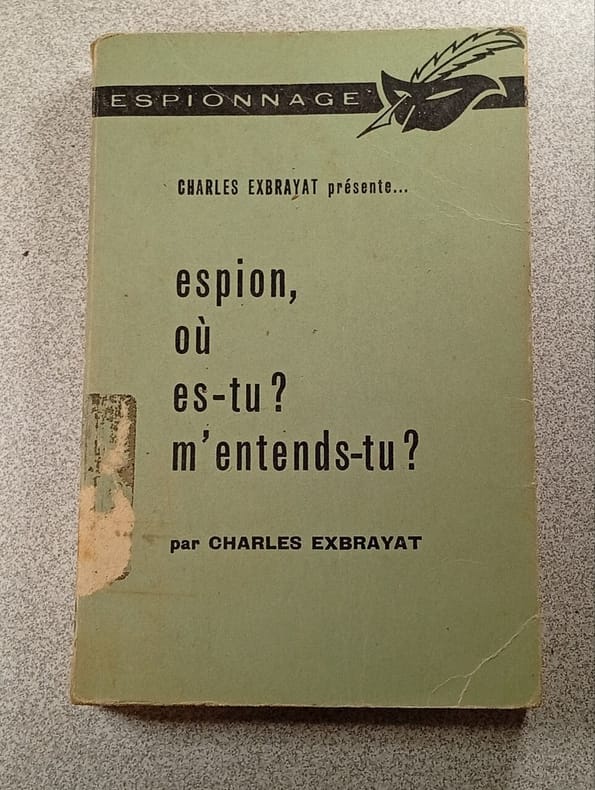 ESPIONNAGE
CHARLES EXBRAYAT présente...
espion,
où
es-tu?
m'entends-tu?
par CHARLES EXBRAYAT